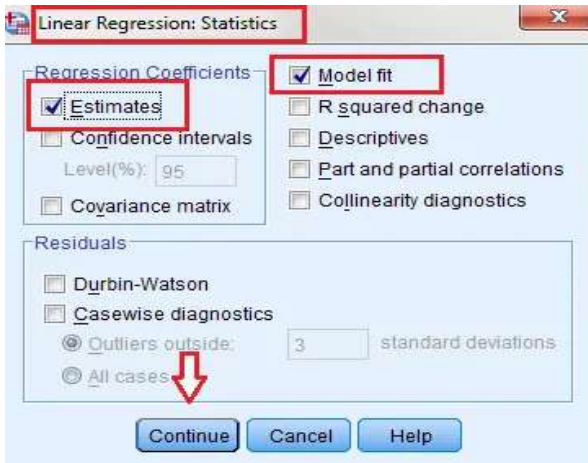 Linear Regression: Statistics
Regression Coefficients
Estimates
Confidence intervals
Level(%): 95
Covariance matrix
Model fit
R squared change
Descriptives
Part and partial correlations
Collinearity diagnostics
Residuals
Durbin-Watson
Casewise diagnostics
Outliers outside: 3 standard deviations
All cases
Continue Cancel Help